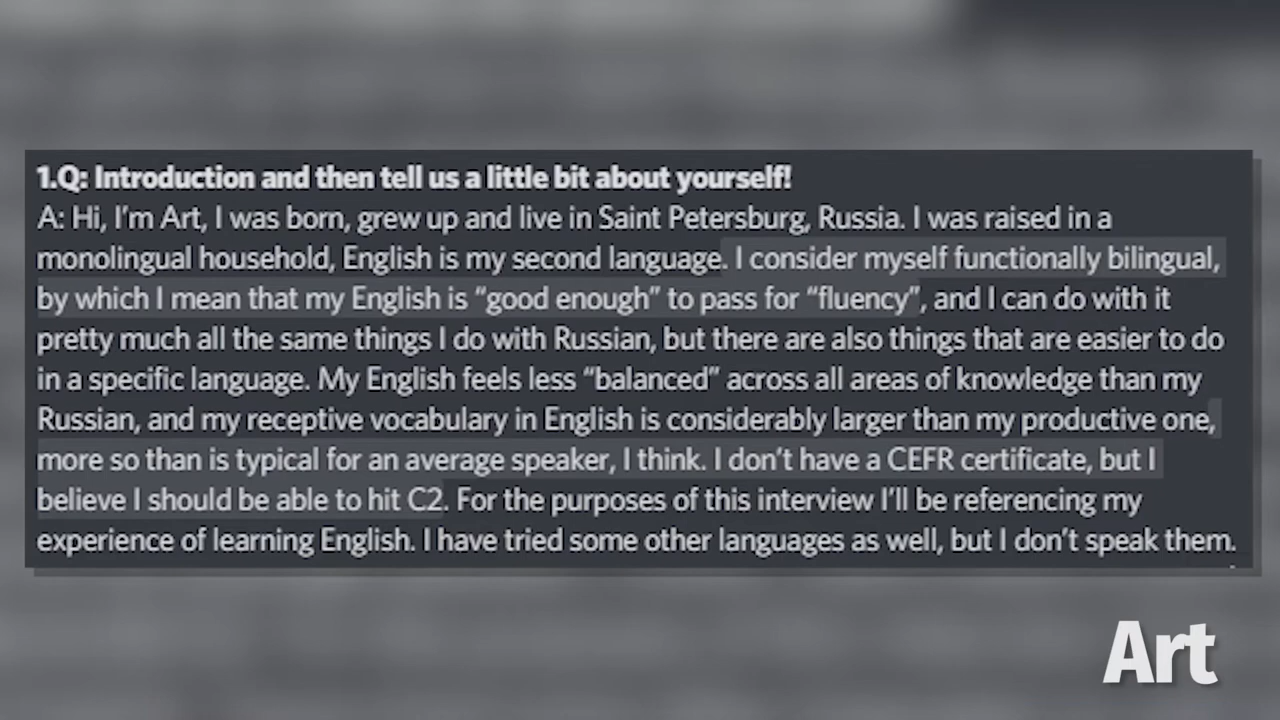 1.Q: Introduction and then tell us a little bit about yourself!
A: Hi, I'm Art, I was born, grew up and live in Saint Petersburg, Russia. I was raised in a
monolingual household, English is my second language. I consider myself functionally bilingual,
by which I mean that my English is “good enough” to pass for “fluency”, and I can do with it
pretty much all the same things I do with Russian, but there are also things that are easier to do
in a specific language. My English feels less “balanced” across all areas of knowledge than my
Russian, and my receptive vocabulary in English is considerably larger than my productive one,
more so than is typical for an average speaker, I think. I don't have a CEFR certificate, but I
believe I should be able to hit C2. For the purposes of this interview I'll be referencing my
experience of learning English. I have tried some other languages as well, but I don't speak them.
Art